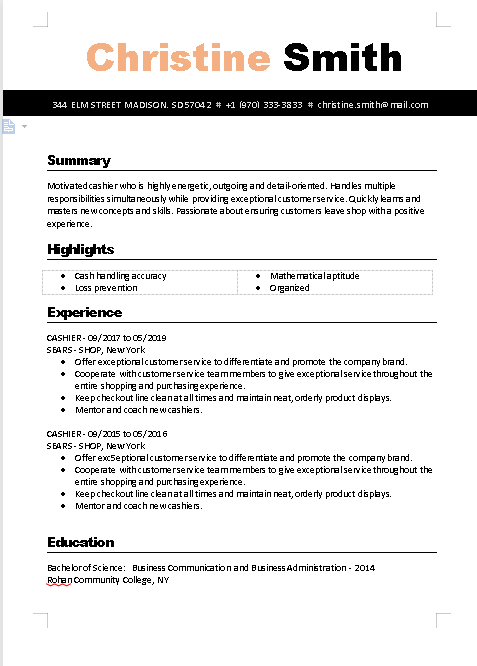 Christine Smith
344 ELM STREET MADISON. SD57042 # +1 (970) 333-3833 # christine.smith@mail.com
Summary
Motivated cashier who is highly energetic, outgoing and detail-oriented. Handles multiple
responsibilities simultaneously while providing exceptional customer service. Quickly learns and
masters new concepts and skills. Passionate about ensuring customers leave shop with a positive
experience.
Highlights
• Cash handling accuracy
• Loss prevention
• Mathematical aptitude
• Organized
Experience
CASHIER - 09/2017 to 05/2019
SEARS - SHOP, New York
• Offer exceptional customer service to differentiate and promote the company brand.
• Cooperate with customer service team members to give exceptional service throughout the
entire shopping and purchasing experience.
• Keep checkout line clean at all times and maintain neat, orderly product displays.
• Mentor and coach new cashiers.
CASHIER - 09/2015 to 05/2016
SEARS - SHOP, New York
• Offer exc5eptional customer service to differentiate and promote the company brand.
• Cooperate with customer service team members to give exceptional service throughout the
entire shopping and purchasing experience.
• Keep checkout line clean at all times and maintain neat, orderly product displays.
• Mentor and coach new cashiers.
Education
Bachelor of Science: Business Communication and Business Administration - 2014
Rohan Community College, NY